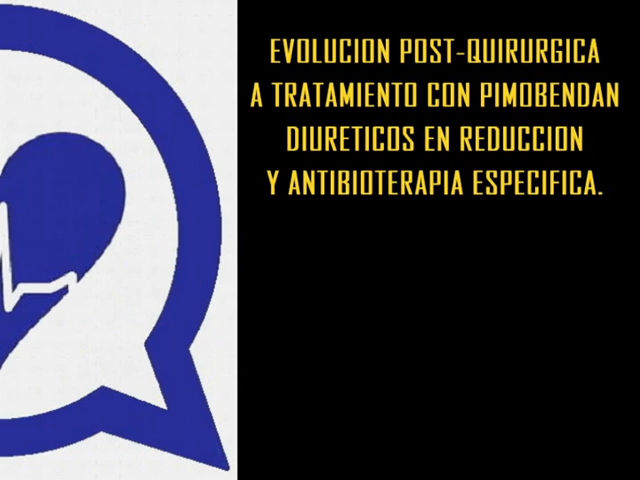 EVOLUCION POST-QUIRURGICA
A TRATAMIENTO CON PIMOBENDAN
DIURETICOS EN REDUCCION
Y ANTIBIOTERAPIA ESPECIFICA.